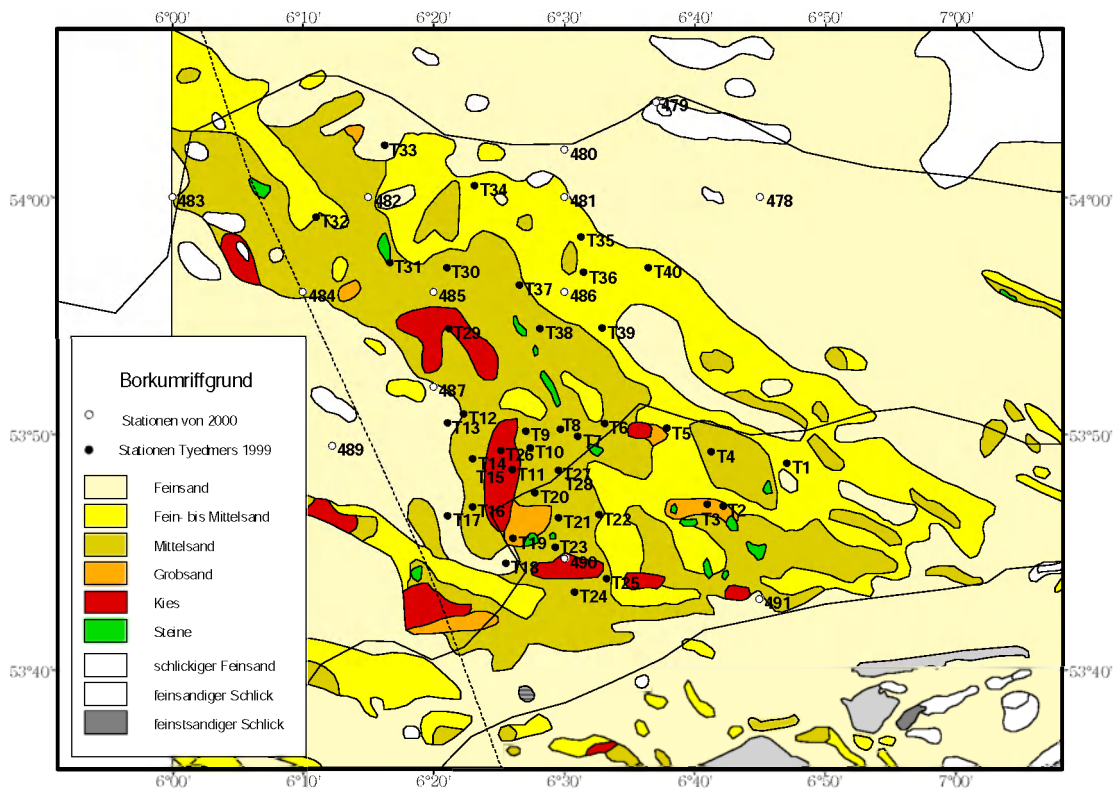 6°00' 6°10' 6°20' 6°30' 6°40' 6°50' 7°00'
479
T33 480
T34
54°00' 483 482 481 478 54°00'
T32
T35
T31 T30 T36 T40
T37
484 485 486
T29 T38 T39
Borkumriffgrund
Stationen von 2000
Stationen Tyedmers 1999
Feinsand
Fein- bis Mittelsand
Mittelsand
Grobsand
Kies
Steine
schlickiger Feinsand
feinsandiger Schlick
feinstsandiger Schlick
487
T12
T13 T9 T8 T6 T5
53°50' 489 T7 53°50'
T26 T10 T4
T14 T1
T15 T11 T27
T28
T20
T16 T2
T17 T21 T22 T3
T19 T23
T18 490
T25
T24 491
53°40' 53°40'
6°00' 6°10' 6°20' 6°30' 6°40' 6°50' 7°00'